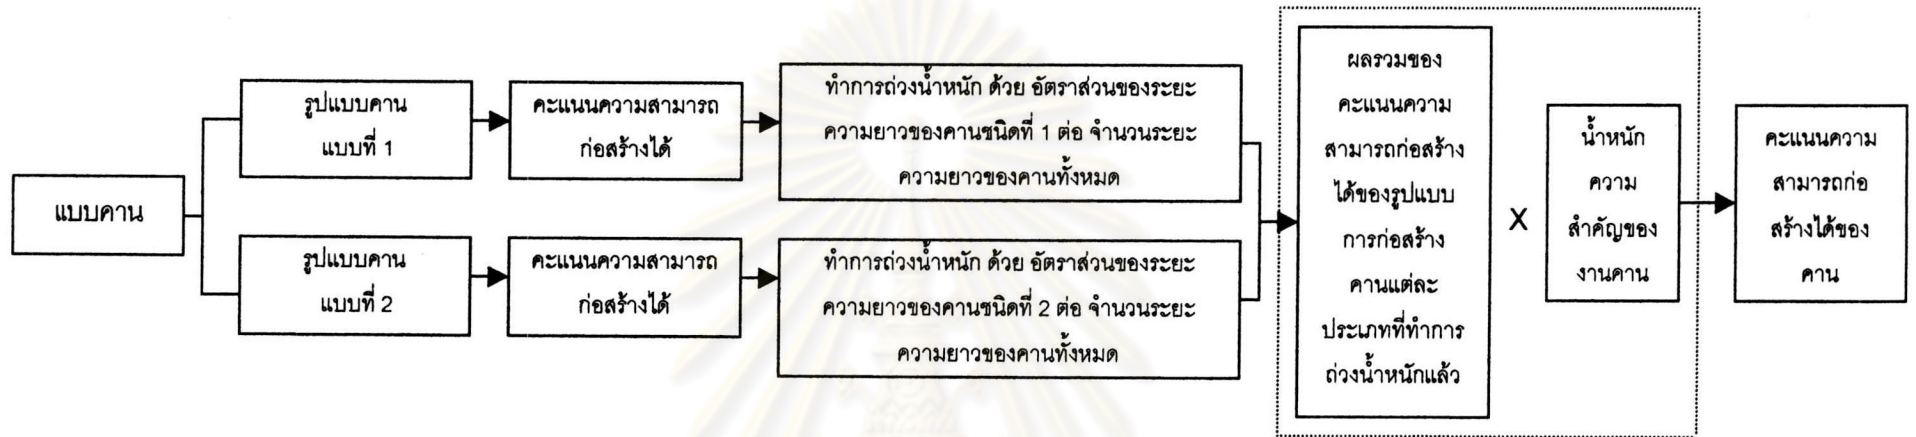 แบบคาน
รูปแบบคาน
แบบที่ 1
คะแนนความสามารถ
ก่อสร้างได้
ทำการถ่วงน้ำหนัก ด้วย อัตราส่วนของระยะ
ความยาวของคานชนิดที่ 1 ต่อ จำนวนระยะ
ความยาวของคานทั้งหมด
รูปแบบคาน
แบบที่ 2
คะแนนความสามารถ
ก่อสร้างได้
ทำการถ่วงน้ำหนัก ด้วย อัตราส่วนของระยะ
ความยาวของคานชนิดที่ 2 ต่อ จำนวนระยะ
ความยาวของคานทั้งหมด
ผลรวมของ
คะแนนความ
สามารถก่อสร้าง
ได้ของรูปแบบ
การก่อสร้าง
คานแต่ละ
ประเภทที่ทำการ
ถ่วงน้ำหนักแล้ว
X
น้ำหนัก
ความ
สำคัญของ
งานคาน
คะแนนความ
สามารถก่อ
สร้างได้ของ
คาน